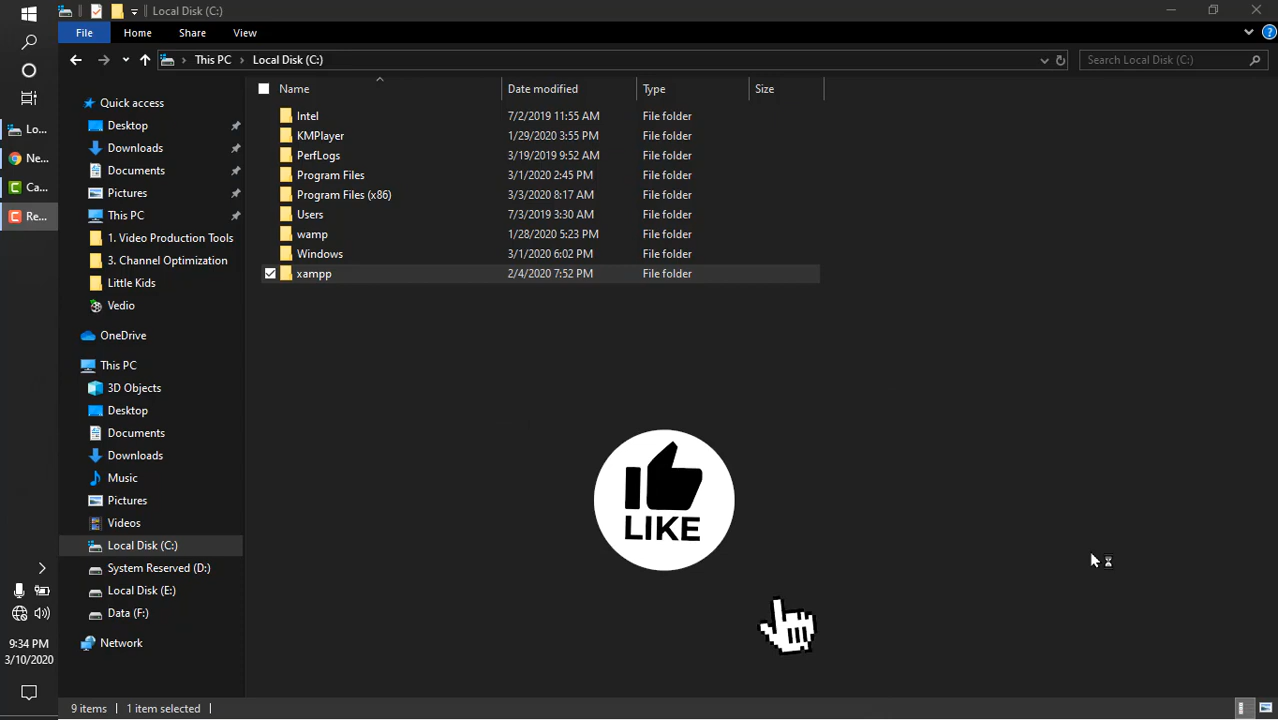 Local Disk (C:)
File Home Share View
This PC Local Disk (C:)
Search Local Disk (C:)
Name Date modified Type Size
Intel 7/2/2019 11:55 AM File folder
KMPlayer 1/29/2020 3:55 PM File folder
PerfLogs 3/19/2019 9:52 AM File folder
Program Files 3/1/2020 2:45 PM File folder
Program Files (x86) 3/3/2020 8:17 AM File folder
Users 7/3/2019 3:30 AM File folder
wamp 1/28/2020 5:23 PM File folder
Windows 3/1/2020 6:02 PM File folder
xampp 2/4/2020 7:52 PM File folder
Quick access
Desktop
Downloads
Documents
Pictures
This PC
1. Video Production Tools
3. Channel Optimization
Little Kids
Vedio
OneDrive
This PC
3D Objects
Desktop
Documents
Downloads
Music
Pictures
Videos
Local Disk (C:)
System Reserved (D:)
Local Disk (E:)
Data (F:)
Network
Lo...
Ne...
Ca...
Re...
LIKE
9:34 PM
3/10/2020
9 items 1 item selected